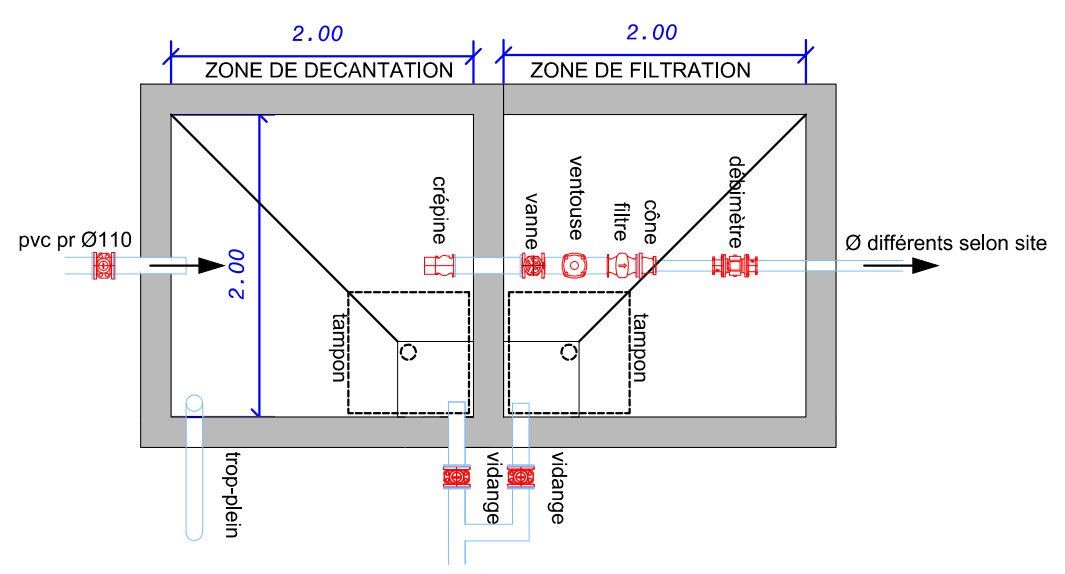 2.00
2.00
ZONE DE DECANTATION
ZONE DE FILTRATION
crépine
vanne
ventouse
filtre
cône
débimètre
pvc pr Ø110
2.00
Ø différents selon site
tampon
tampon
trop-plein
vidange
vidange